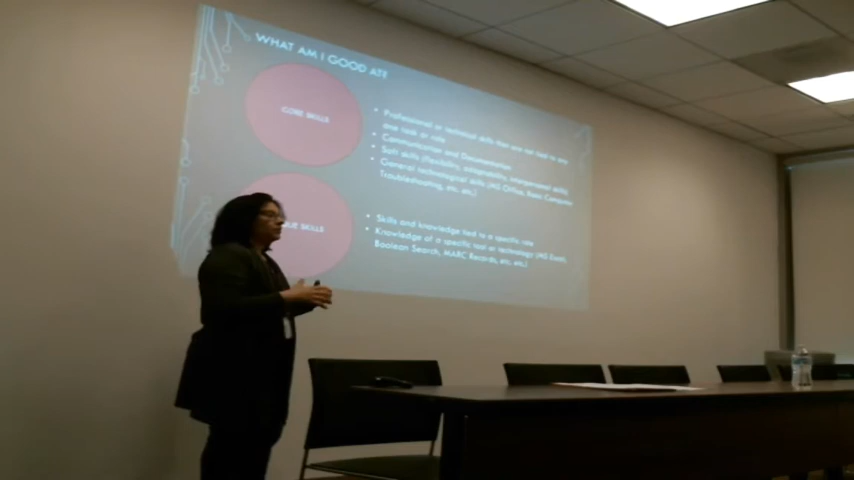 WHAT AM I GOOD AT?
CORE SKILLS
• Professional or technical skills that are not tied to any
one task or role
• Communication and Documentation
• Soft skills (flexibility, adaptability, interpersonal skills)
• General technological skills (MS Office, Basic Computer
Troubleshooting, etc. etc.)
SKILLS
• Skills and knowledge tied to a specific role
• Knowledge of a specific tool or technology (MS Excel,
Boolean Search, MARC Records, etc. etc.)